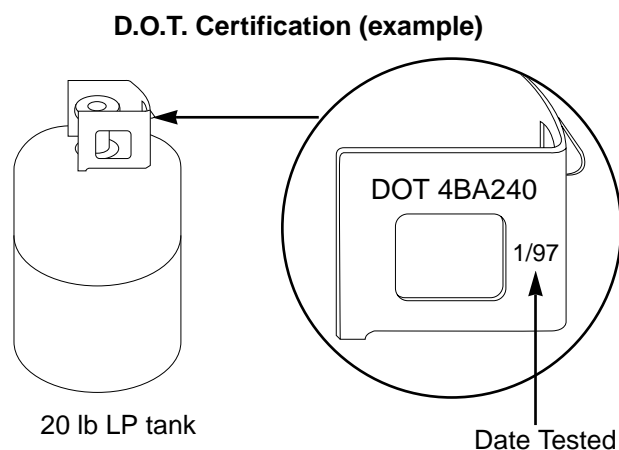 D.O.T. Certification (example)
DOT 4BA240
1/97
20 lb LP tank
Date Tested